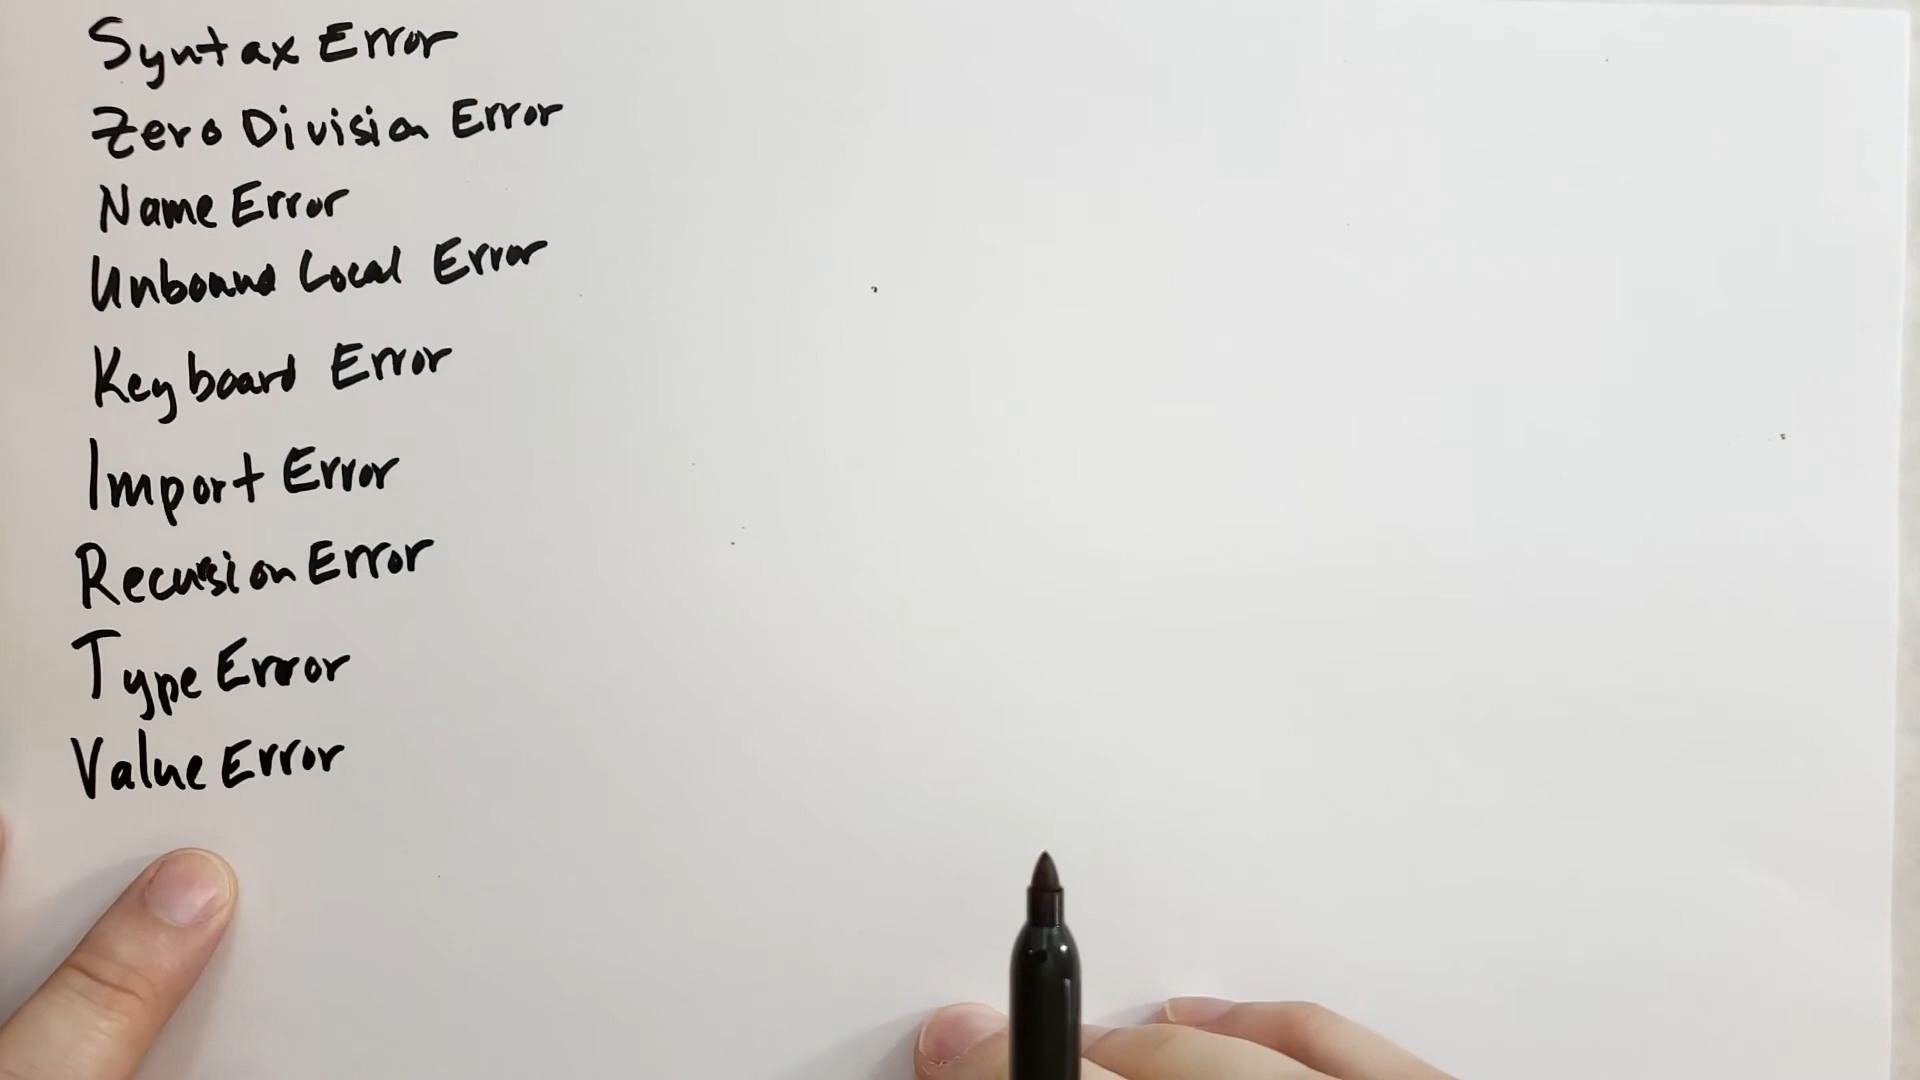 Syntax Error
Zero Division Error
Name Error
Unbound Local Error
Keyboard Error
Import Error
Recursion Error
Type Error
Value Error